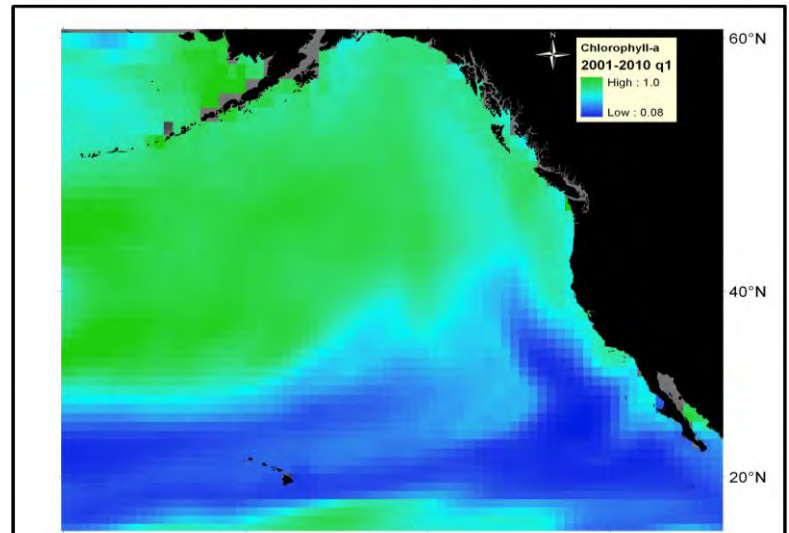 N
Chlorophyll-a
2001-2010 q1
High : 1.0
Low : 0.08
60°N
40°N
20°N